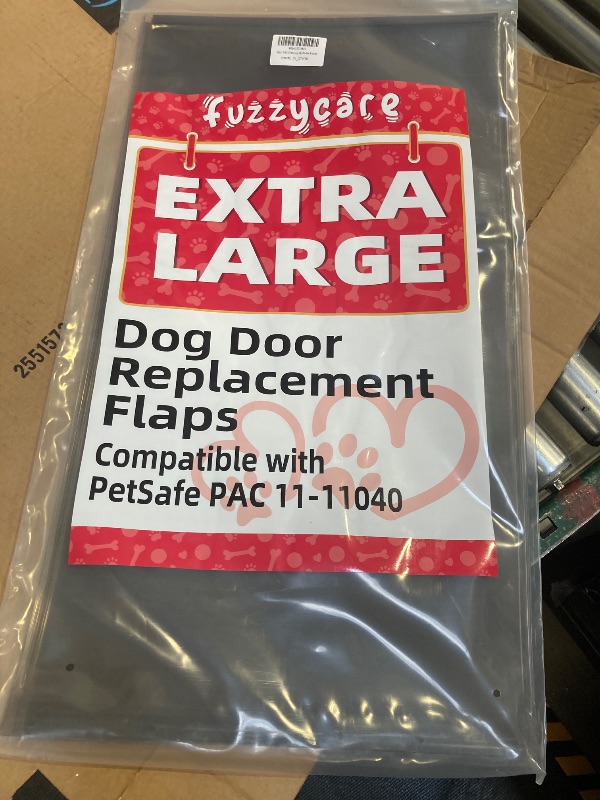 fuzzycare
EXTRA
LARGE
Dog Door
Replacement
Flaps
Compatible with
PetSafe PAC 11-11040